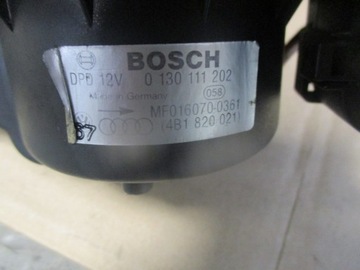 BOSCH
DPD 12V 0 130 111 202
Made in Germany 058
MF016070-0361
(4B1 820 021)